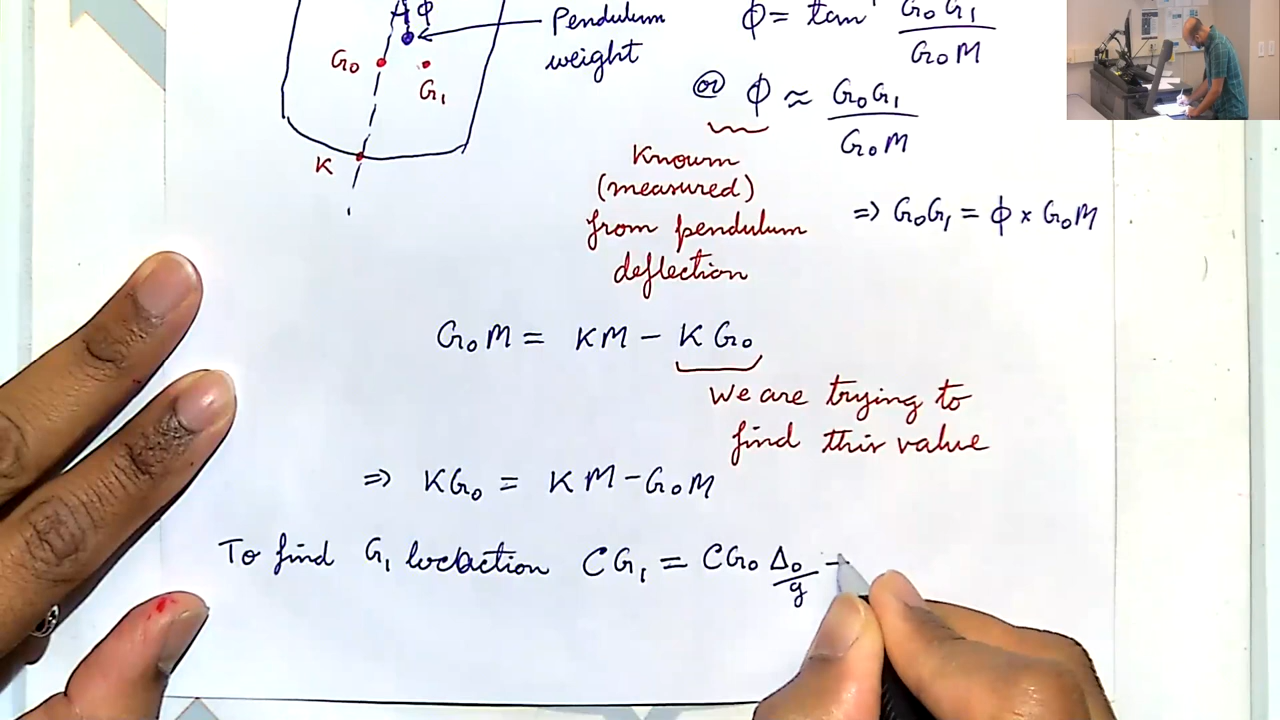 ϕ
Pendulum
weight
G₀
G₁
K
ϕ = tan⁻¹ G₀G₁ / G₀M
or ϕ ≈ G₀G₁ / G₀M
Known
(measured)
from pendulum
deflection
⇒ G₀G₁ = ϕ × G₀M
G₀M = KM − KG₀
We are trying to
find this value
⇒ KG₀ = KM − G₀M
To find G₁ location CG₁ = CG₀ Δ₀/g −